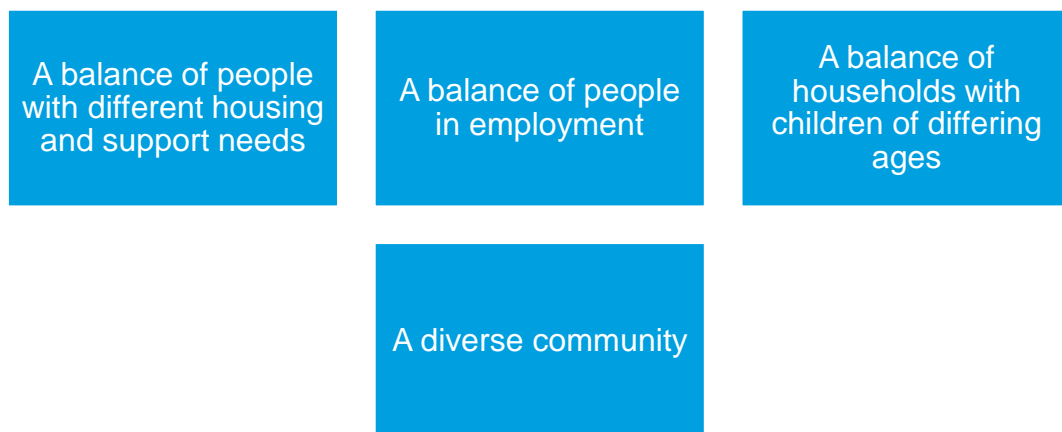 A balance of people
with different housing
and support needs
A balance of people
in employment
A balance of
households with
children of differing
ages
A diverse community